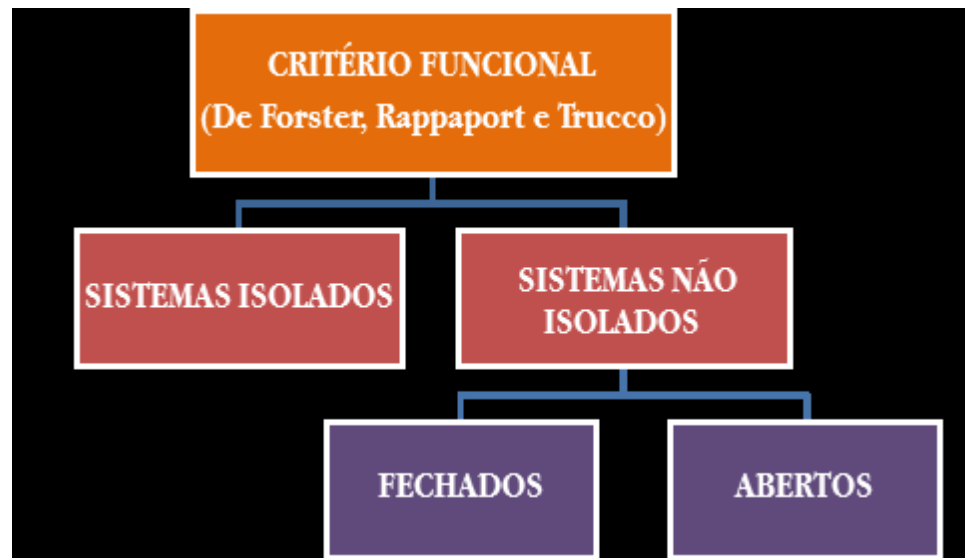 CRITÉRIO FUNCIONAL
(De Forster, Rappaport e Trucco)
SISTEMAS ISOLADOS
SISTEMAS NÃO
ISOLADOS
FECHADOS
ABERTOS